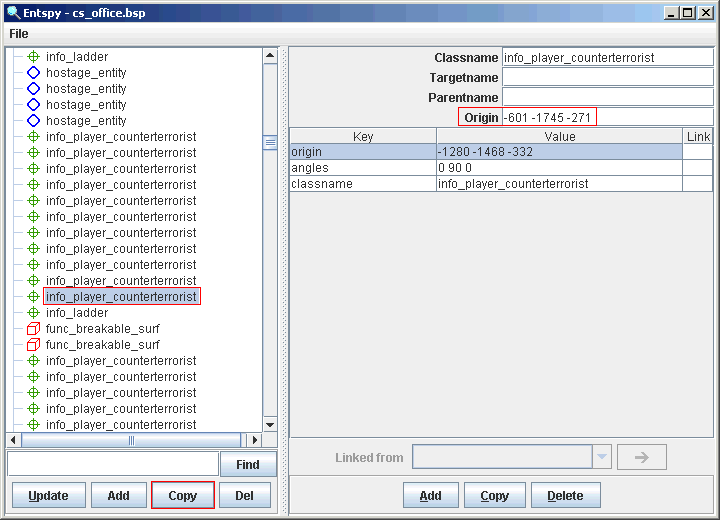 Entspy - cs_office.bsp
File
info_ladder
hostage_entity
hostage_entity
hostage_entity
hostage_entity
info_player_counterterrorist
info_player_counterterrorist
info_player_counterterrorist
info_player_counterterrorist
info_player_counterterrorist
info_player_counterterrorist
info_player_counterterrorist
info_player_counterterrorist
info_player_counterterrorist
info_player_counterterrorist
info_player_counterterrorist
info_ladder
func_breakable_surf
func_breakable_surf
info_player_counterterrorist
info_player_counterterrorist
info_player_counterterrorist
info_player_counterterrorist
info_player_counterterrorist
Find
Update Add Copy Del
Classname info_player_counterterrorist
Targetname
Parentname
Origin -601 -1745 -271
Key Value Link
origin -1280 -1468 -332
angles 0 90 0
classname info_player_counterterrorist
Linked from
Add Copy Delete